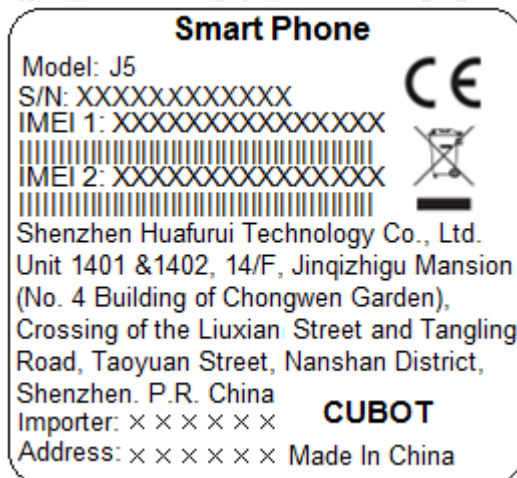 Smart Phone
Model: J5
S/N: XXXXXXXXXXXX
IMEI 1: XXXXXXXXXXXXXXX
IMEI 2: XXXXXXXXXXXXXXX
Shenzhen Huafurui Technology Co., Ltd.
Unit 1401 &1402, 14/F, Jinqizhigu Mansion
(No. 4 Building of Chongwen Garden),
Crossing of the Liuxian Street and Tangling
Road, Taoyuan Street, Nanshan District,
Shenzhen. P.R. China
Importer: × × × × × ×
CUBOT
Address: × × × × × × Made In China
CE